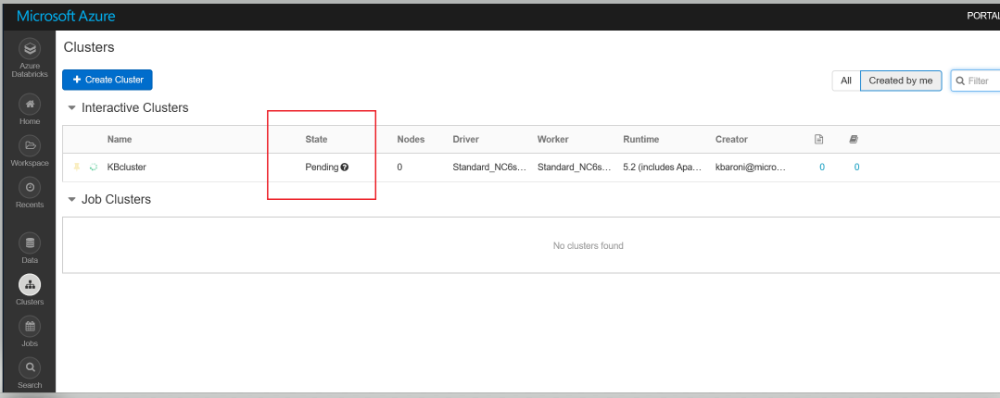 Microsoft Azure
PORTAL
Azure
Databricks
Home
Workspace
Recents
Data
Clusters
Jobs
Search
Clusters
+ Create Cluster
All
Created by me
Filter
Interactive Clusters
Name State Nodes Driver Worker Runtime Creator
KBcluster Pending 0 Standard_NC6s... Standard_NC6s... 5.2 (includes Apa... kbaroni@micro... 0 0
Job Clusters
No clusters found